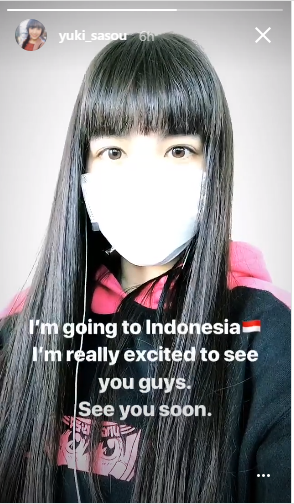 yuki_sasou 6h
I'm going to Indonesia🇮🇩
I'm really excited to see
you guys.
See you soon.